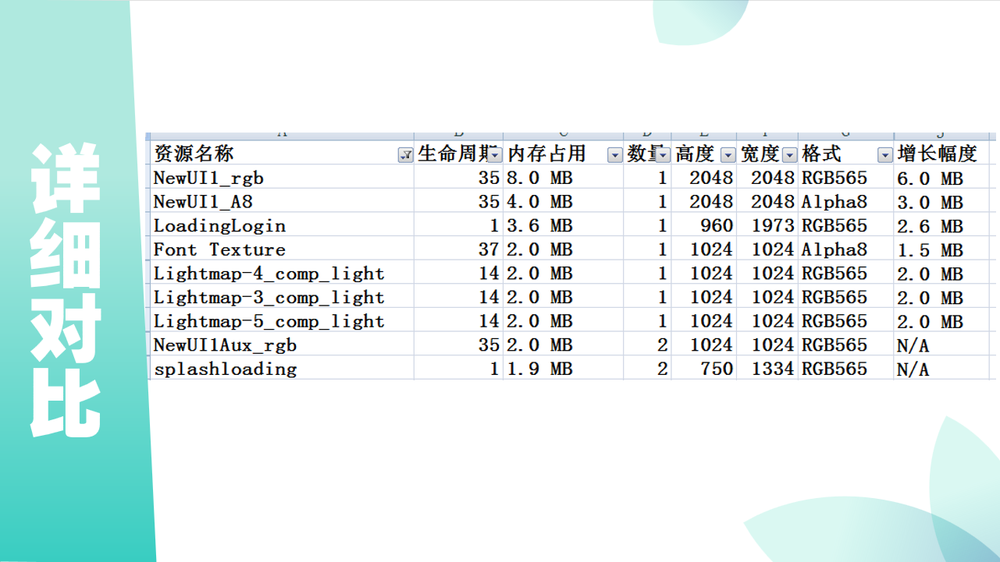 详细对比
资源名称 生命周期 内存占用 数量 高度 宽度 格式 增长幅度
NewUI1_rgb 35 8.0 MB 1 2048 2048 RGB565 6.0 MB
NewUI1_A8 35 4.0 MB 1 2048 2048 Alpha8 3.0 MB
LoadingLogin 1 3.6 MB 1 960 1973 RGB565 2.6 MB
Font Texture 37 2.0 MB 1 1024 1024 Alpha8 1.5 MB
Lightmap-4_comp_light 14 2.0 MB 1 1024 1024 RGB565 2.0 MB
Lightmap-3_comp_light 14 2.0 MB 1 1024 1024 RGB565 2.0 MB
Lightmap-5_comp_light 14 2.0 MB 1 1024 1024 RGB565 2.0 MB
NewUI1Aux_rgb 35 2.0 MB 2 1024 1024 RGB565 N/A
splashloading 1 1.9 MB 2 750 1334 RGB565 N/A